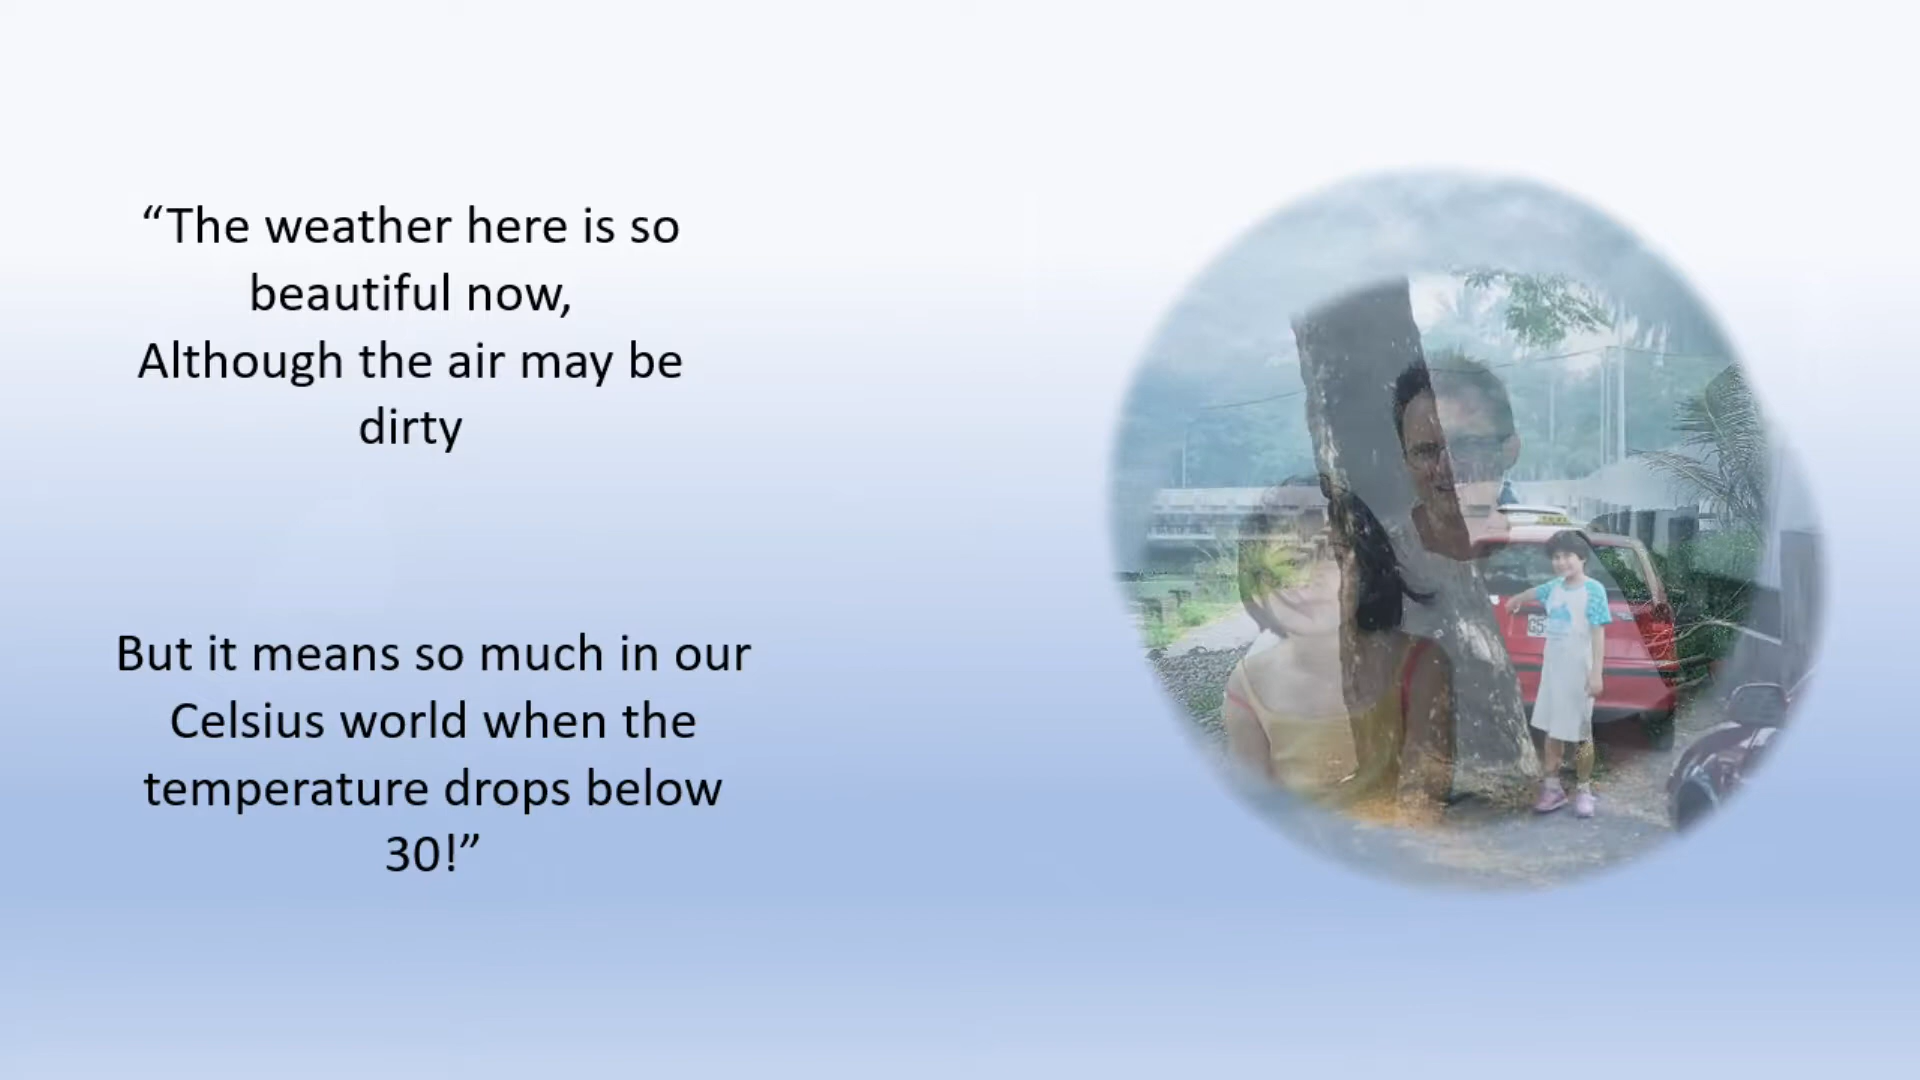 “The weather here is so
beautiful now,
Although the air may be
dirty
But it means so much in our
Celsius world when the
temperature drops below
30!”